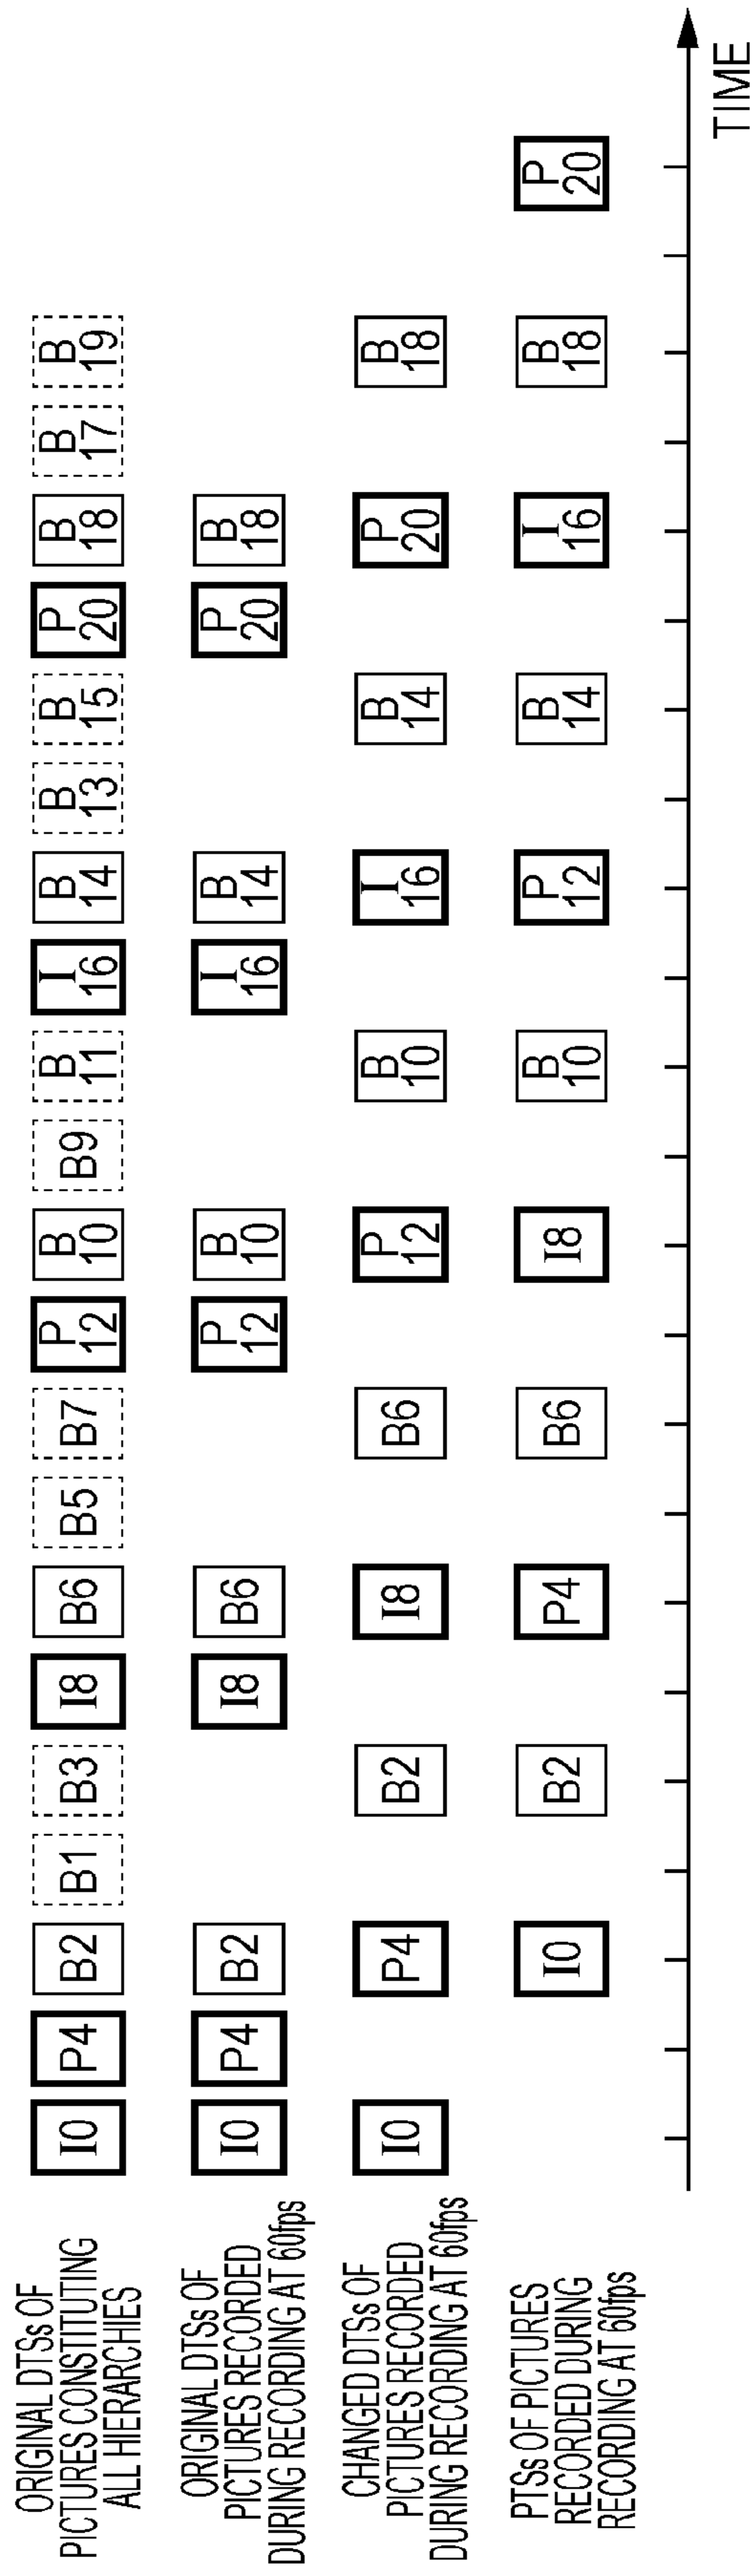 ORIGINAL DTSs OF
PICTURES CONSTITUTING
ALL HIERARCHIES
I0 P4 B2 B1 B3 I8 B6 B5 B7 P12 B10 B9 B11 I16 B14 B13 B15 P20 B18 B17 B19
ORIGINAL DTSs OF
PICTURES RECORDED
DURING RECORDING AT 60fps
I0 P4 B2 I8 B6 P12 B10 I16 B14 P20 B18
CHANGED DTSs OF
PICTURES RECORDED
DURING RECORDING AT 60fps
I0 P4 B2 I8 B6 P12 B10 I16 B14 P20 B18
PTSs OF PICTURES
RECORDED DURING
RECORDING AT 60fps
I0 B2 P4 B6 I8 B10 P12 B14 I16 B18 P20
TIME